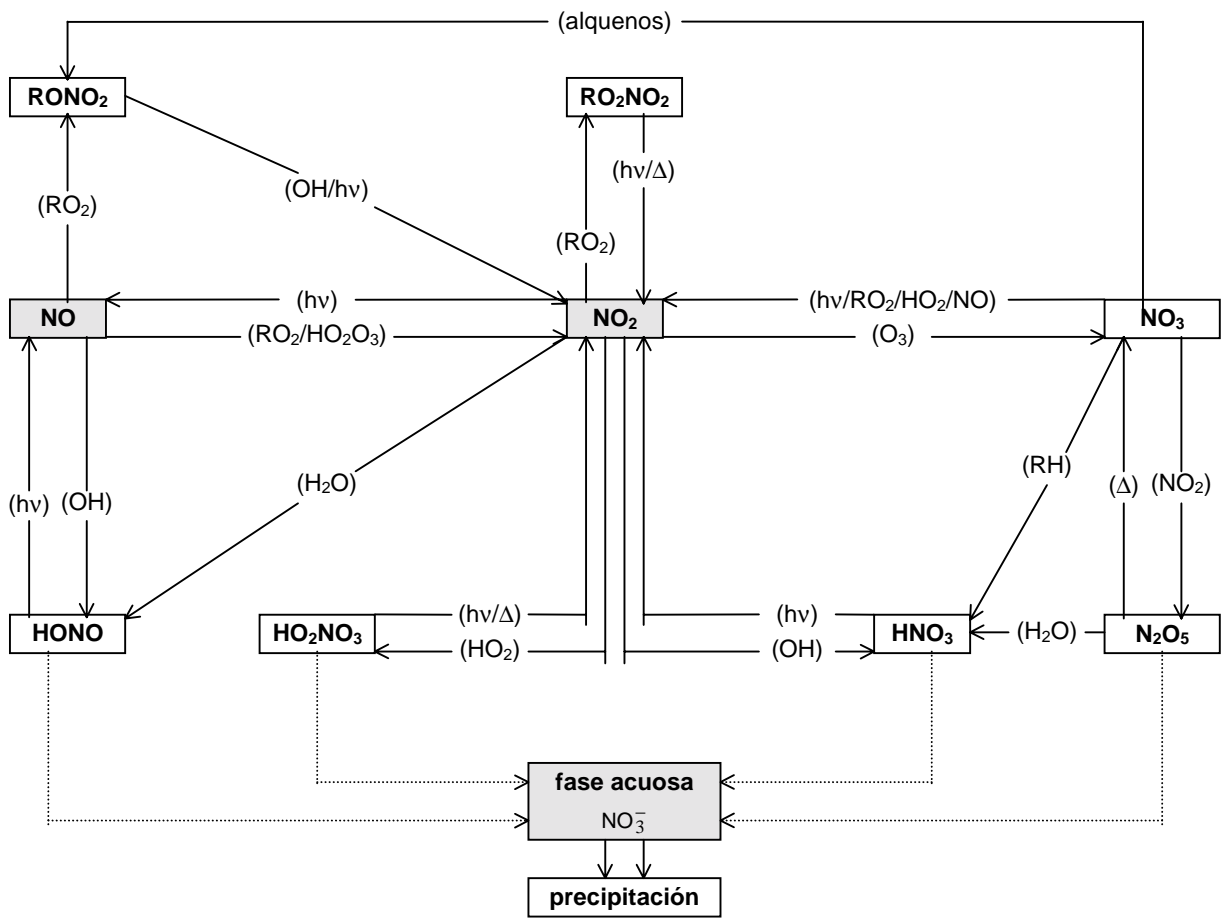 (alquenos)
RONO₂
RO₂NO₂
(hν/Δ)
(OH/hν)
(RO₂)
(RO₂)
(hν)
(hν/RO₂/HO₂/NO)
NO
NO₂
NO₃
(RO₂/HO₂O₃)
(O₃)
(RH)
(H₂O)
(hν)
(OH)
(Δ)
(NO₂)
(hν/Δ)
(hν)
HONO
HO₂NO₃
HNO₃
(H₂O)
N₂O₅
(HO₂)
(OH)
fase acuosa
NO₃⁻
precipitación